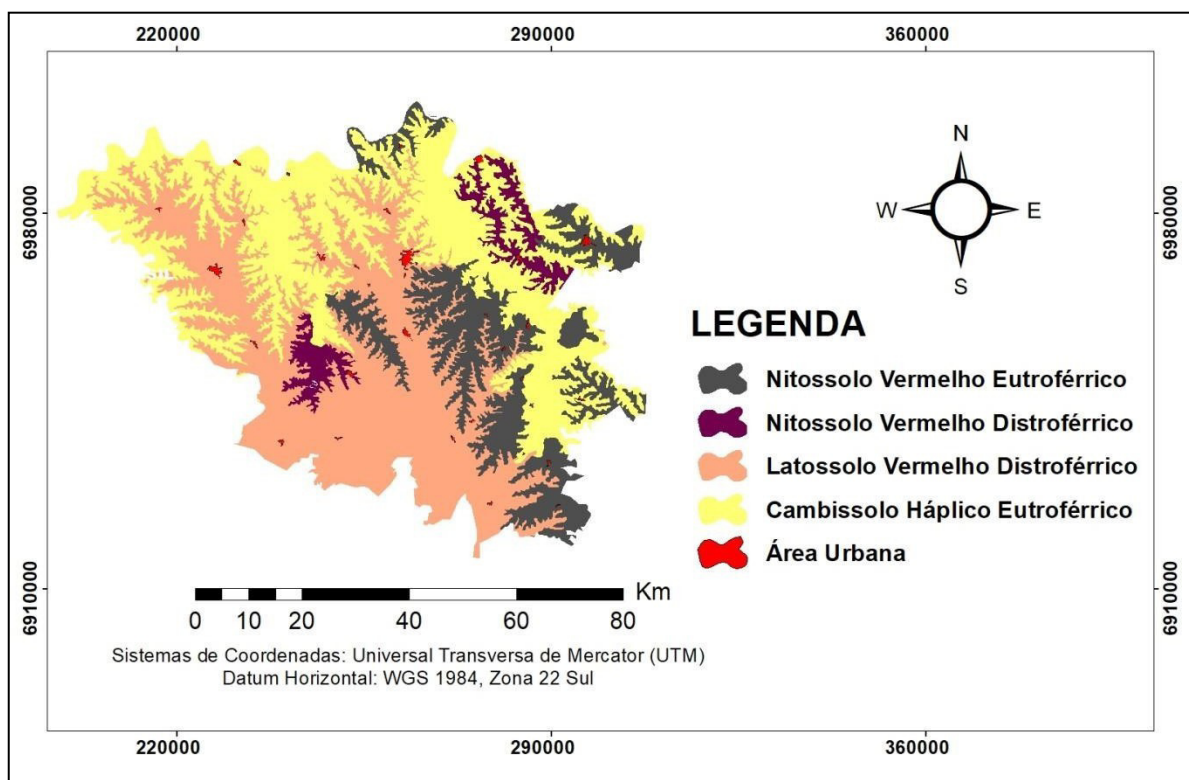 220000 290000 360000
N
W E
S
6980000 6980000
LEGENDA
Nitossolo Vermelho Eutroférrico
Nitossolo Vermelho Distroférrico
Latossolo Vermelho Distroférrico
Cambissolo Háplico Eutroférrico
Área Urbana
6910000 6910000
Km
0 10 20 40 60 80
Sistemas de Coordenadas: Universal Transversa de Mercator (UTM)
Datum Horizontal: WGS 1984, Zona 22 Sul
220000 290000 360000